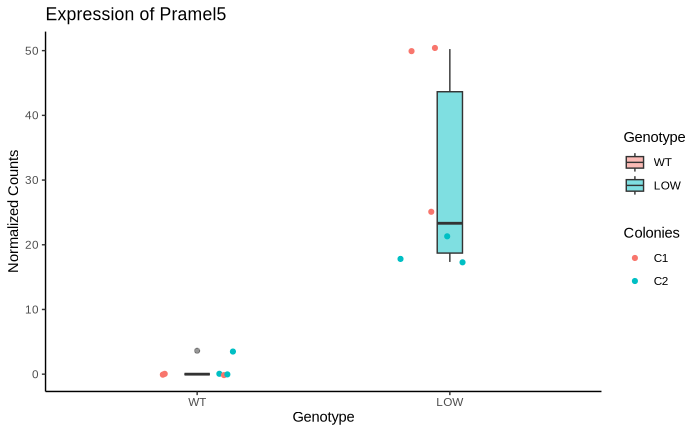 Expression of Pramel5
Normalized Counts
50
40
30
20
10
0
WT
LOW
Genotype
Genotype
WT
LOW
Colonies
C1
C2